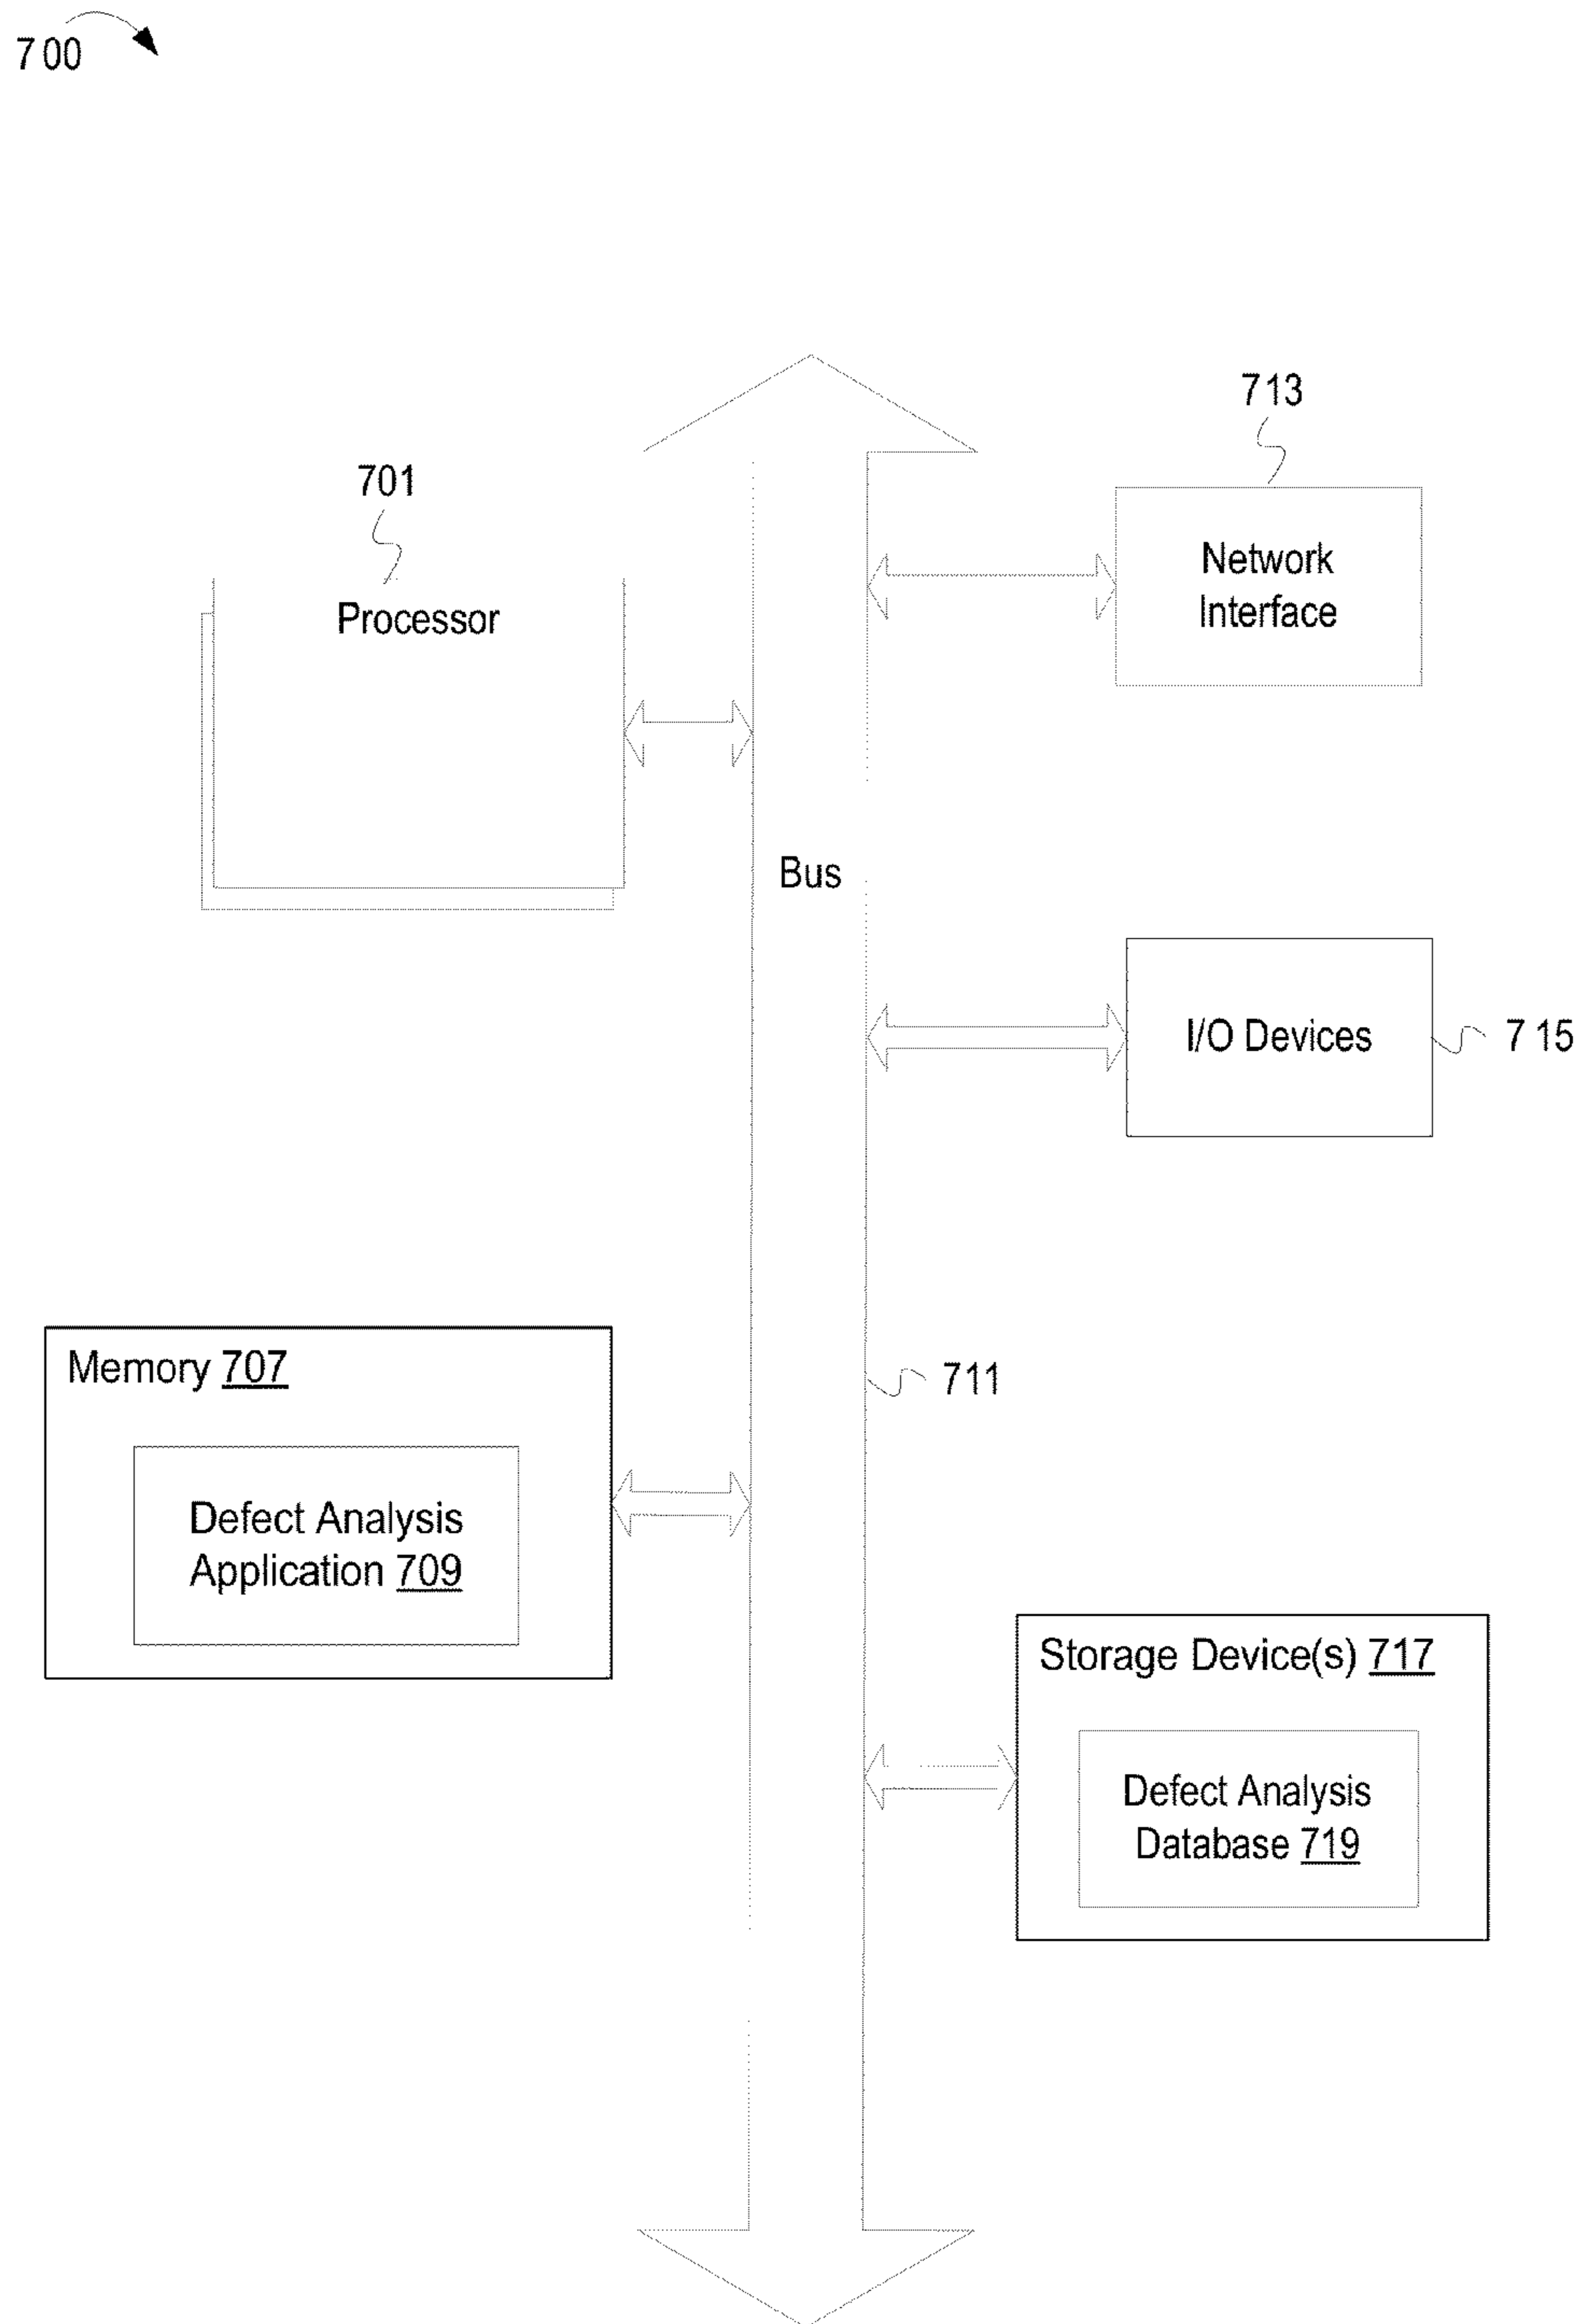 700
713
701
Network
Interface
Processor
Bus
I/O Devices
715
Memory 707
711
Defect Analysis
Application 709
Storage Device(s) 717
Defect Analysis
Database 719